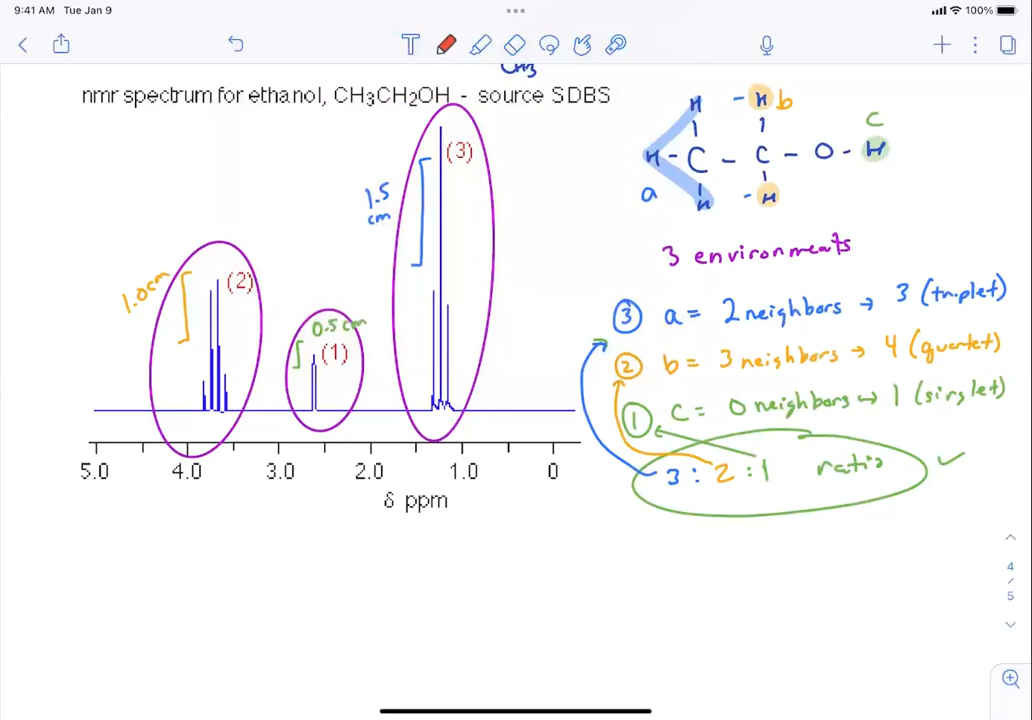 9:41 AM Tue Jan 9
100%
T
CH3
nmr spectrum for ethanol, CH3CH2OH - source SDBS
H - H b
C
H - C - C - O - H
a H - H
(3)
1.5 cm
3 environments
(2)
1.0cm
0.5 cm
(1)
3 a = 2 neighbors → 3 (triplet)
2 b = 3 neighbors → 4 (quartet)
1 c = 0 neighbors → 1 (singlet)
3 : 2 : 1 ratio ✓
5.0 4.0 3.0 2.0 1.0 0
δ ppm
4
/
5